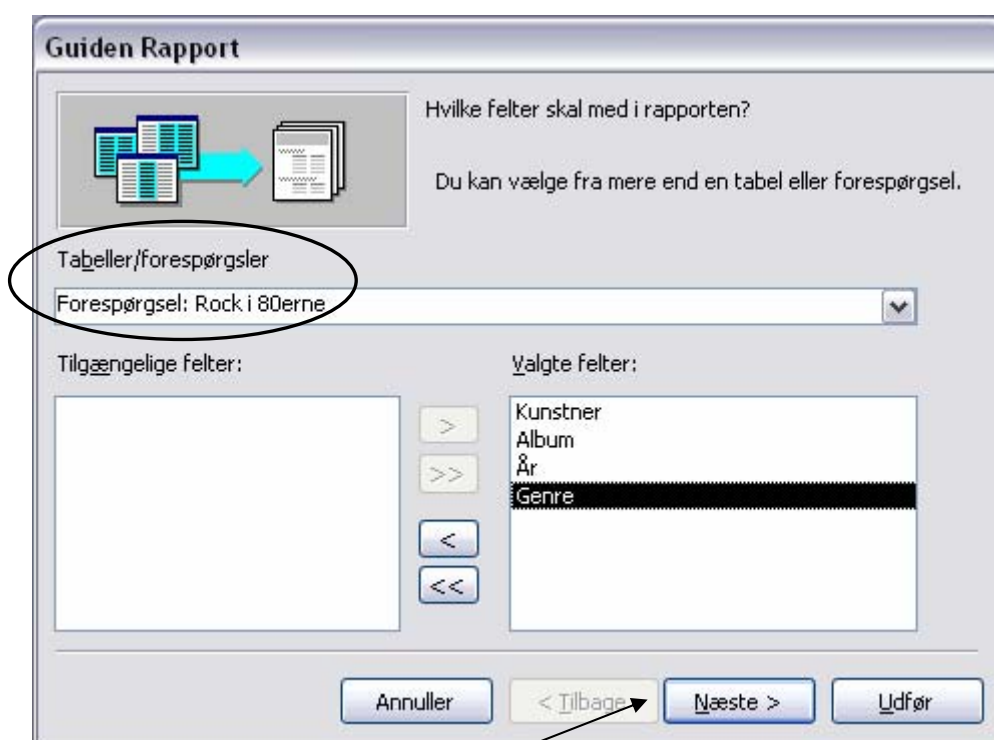 Guiden Rapport
Hvilke felter skal med i rapporten?
Du kan vælge fra mere end en tabel eller forespørgsel.
Tabeller/forespørgsler
Forespørgsel: Rock i 80erne
Tilgængelige felter:
Valgte felter:
Kunstner
Album
År
Genre
>
>>
<
<<
Annuller
< Tilbage
Næste >
Udfør